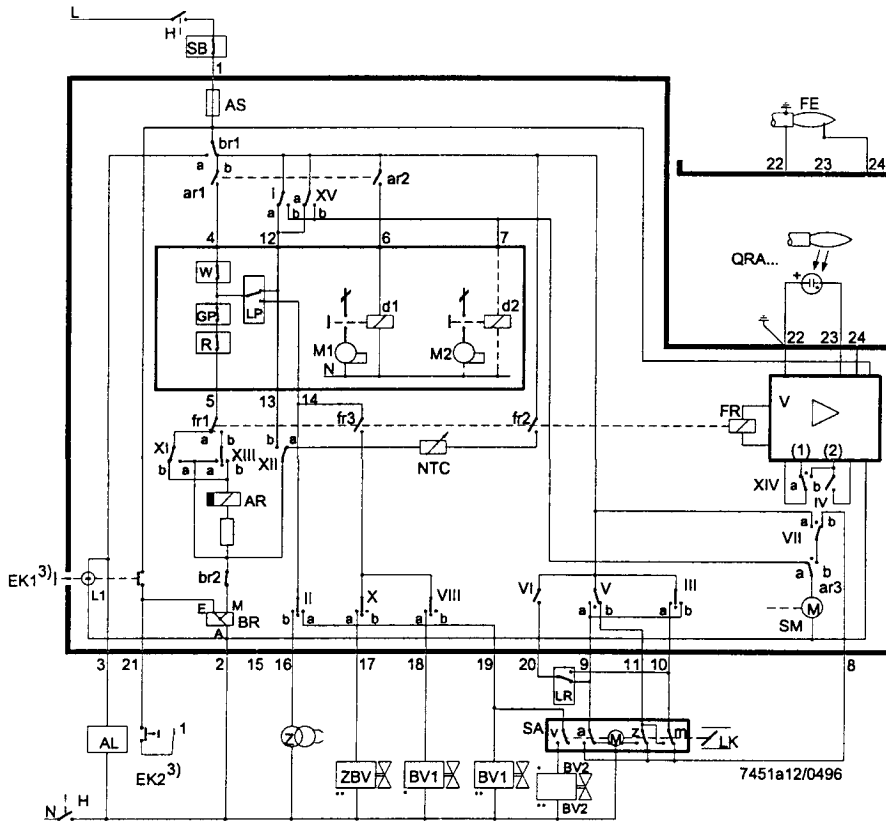 L
H
SB
1
AS
FE
22 23 24
br1
a b
ar1
ar2
i
a
XV
a b b
4 12 6 7
QRA...
+
W
LP
GP
R
d1
d2
M1
M2
N
22 23 24
5 13 14
fr1
fr3
fr2
FR
V
a b
b a
XI
XIII
XII
NTC
b a a b
(1) (2)
XIV
a b
IV
AR
a b
VII
EK1 3)
L1
br2
E M
BR
A
II
X
VIII
VI
V
III
a b
ar3
M
SM
b a
a b
a b
a b
a b
3 21 2 15 16 17 18 19 20 9 11 10 8
LR
SA
v a M z m
LK
AL
1
EK2 3)
Z
ZBV
BV1
BV1
BV2
BV2
7451a12/0496
N
H